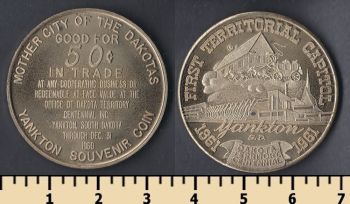 MOTHER CITY OF THE DAKOTAS
GOOD FOR
50¢
IN TRADE
AT ANY COOPERATING BUSINESS OR
REDEEMABLE AT FACE VALUE AT THE
OFFICE OF DAKOTA TERRITORY
CENTENNIAL INC.
YANKTON, SOUTH DAKOTA
THROUGH DEC. 31
1960
YANKTON SOUVENIR COIN
FIRST TERRITORIAL CAPITOL
1861 1961
Yankton
S.D.
DAKOTA
TERRITORIAL
CENTENNIAL
1 2 3 4 5 6 7